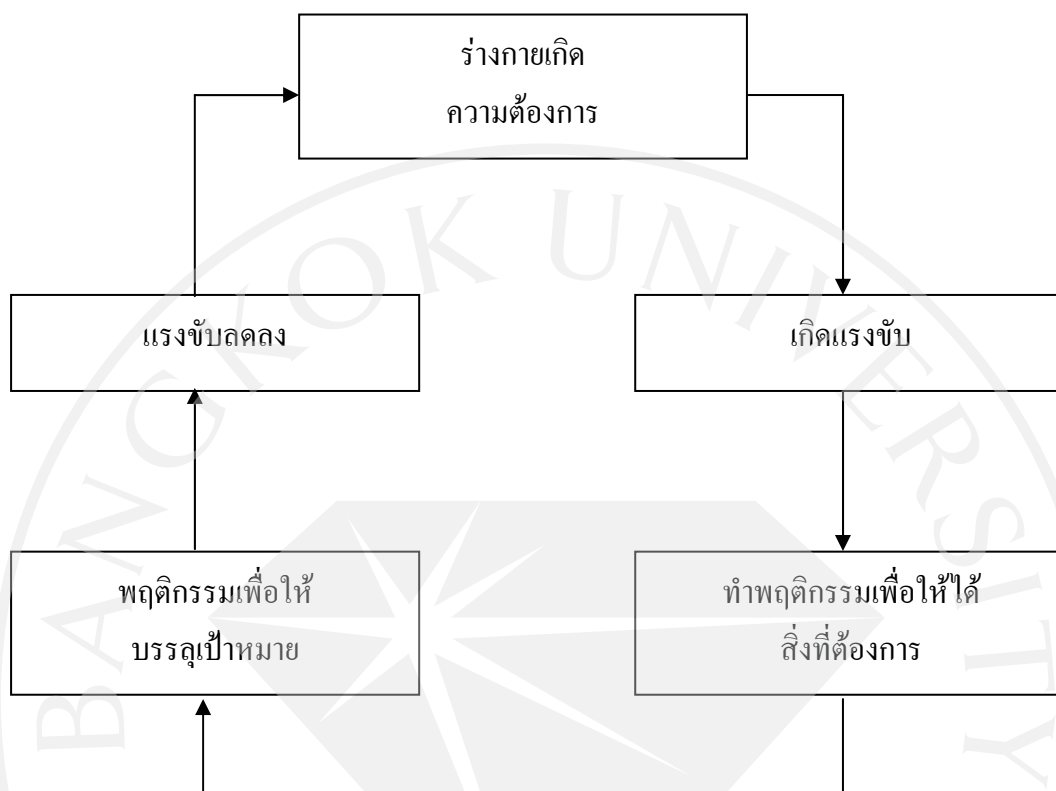 ร่างกายเกิด
ความต้องการ
แรงขับลดลง
เกิดแรงขับ
พฤติกรรมเพื่อให้
บรรลุเป้าหมาย
ทำพฤติกรรมเพื่อให้ได้
สิ่งที่ต้องการ
BANGKOK UNIVERSITY